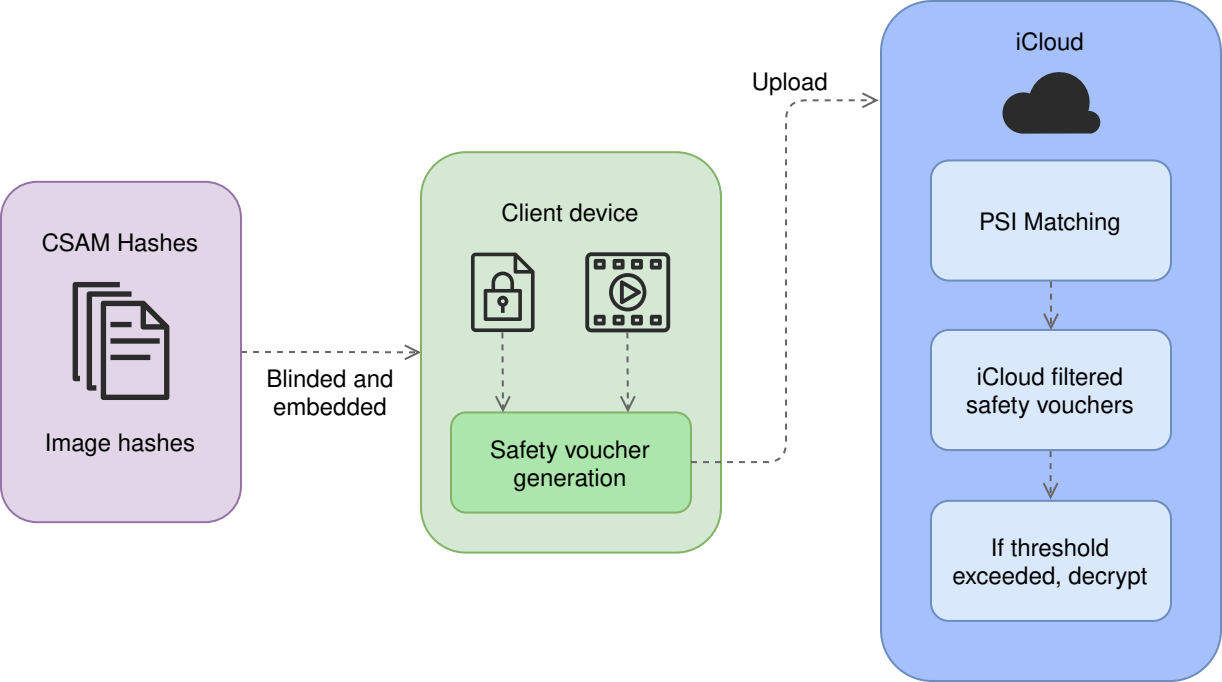 CSAM Hashes
Image hashes
Blinded and
embedded
Client device
Safety voucher
generation
Upload
iCloud
PSI Matching
iCloud filtered
safety vouchers
If threshold
exceeded, decrypt